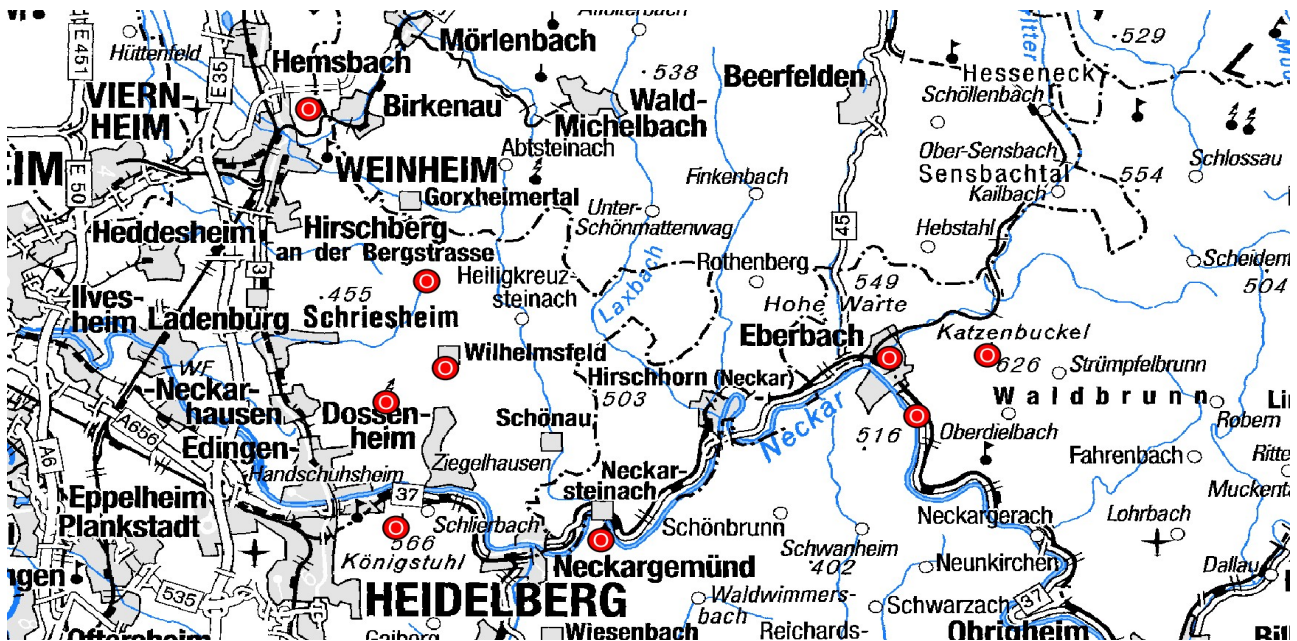 E 451
Hüttenfeld
E 35
Hemsbach
Mörlenbach
VIERN-
HEIM
Birkenau
538
Wald-
Michelbach
Abtsteinach
Beerfelden
Itter
529
Hesseneck
Schöllenbach
Ober-Sensbach
Sensbachtal
Kailbach
554
Schlossau
E 50
WEINHEIM
Gorxheimertal
Finkenbach
Unter-
Schönmattenwag
45
Hebstahl
Heddesheim
Hirschberg
an der Bergstrasse
3
455
Heiligkreuz-
steinach
Laxbach
Rothenberg
549
Hohe Warte
504
Ilves-
heim
Ladenburg
Schriesheim
Eberbach
Katzenbuckel
626
Strümpfelbrunn
WF
Wilhelmsfeld
Hirschhorn (Neckar)
503
-Neckar-
hausen
Dossen-
heim
Schönau
Neckar
Waldbrunn
516
Oberdielbach
Robern
A656
A6
Edingen-
Handschuhsheim
Ziegelhausen
Neckar-
steinach
Fahrenbach
Eppelheim
Plankstadt
37
Schlierbach
Schönbrunn
Neckargerach
Lohrbach
566
Königstuhl
Neckargemünd
Schwanheim
402
Neunkirchen
Dallau
535
HEIDELBERG
Waldwimmers-
bach
Schwarzach
37
Oftersheim
Gaiberg
Wiesenbach
Reichards-
Obrigheim